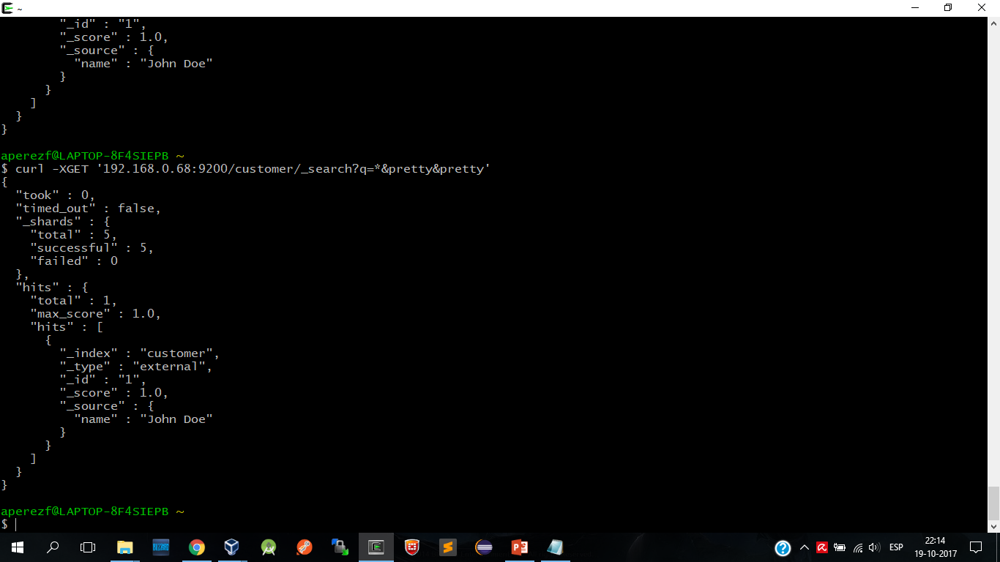 ~
        "_id" : "1",
        "_score" : 1.0,
        "_source" : {
          "name" : "John Doe"
        }
      }
    ]
  }
}
aperezf@LAPTOP-8F4SIEPB ~
$ curl -XGET '192.168.0.68:9200/customer/_search?q=*&pretty&pretty'
{
  "took" : 0,
  "timed_out" : false,
  "_shards" : {
    "total" : 5,
    "successful" : 5,
    "failed" : 0
  },
  "hits" : {
    "total" : 1,
    "max_score" : 1.0,
    "hits" : [
      {
        "_index" : "customer",
        "_type" : "external",
        "_id" : "1",
        "_score" : 1.0,
        "_source" : {
          "name" : "John Doe"
        }
      }
    ]
  }
}
aperezf@LAPTOP-8F4SIEPB ~
$
ESP
22:14
19-10-2017